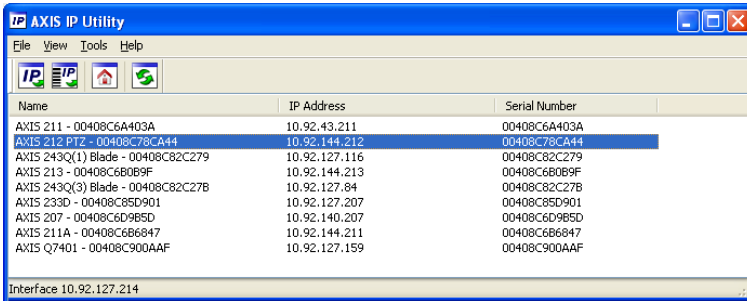 IP AXIS IP Utility
File View Tools Help
IP IP
Name IP Address Serial Number
AXIS 211 - 00408C6A403A 10.92.43.211 00408C6A403A
AXIS 212 PTZ - 00408C78CA44 10.92.144.212 00408C78CA44
AXIS 243Q(1) Blade - 00408C82C279 10.92.127.116 00408C82C279
AXIS 213 - 00408C6B0B9F 10.92.144.213 00408C6B0B9F
AXIS 243Q(3) Blade - 00408C82C27B 10.92.127.84 00408C82C27B
AXIS 233D - 00408C85D901 10.92.127.207 00408C85D901
AXIS 207 - 00408C6D9B5D 10.92.140.207 00408C6D9B5D
AXIS 211A - 00408C6B6847 10.92.144.211 00408C6B6847
AXIS Q7401 - 00408C900AAF 10.92.127.159 00408C900AAF
Interface 10.92.127.214